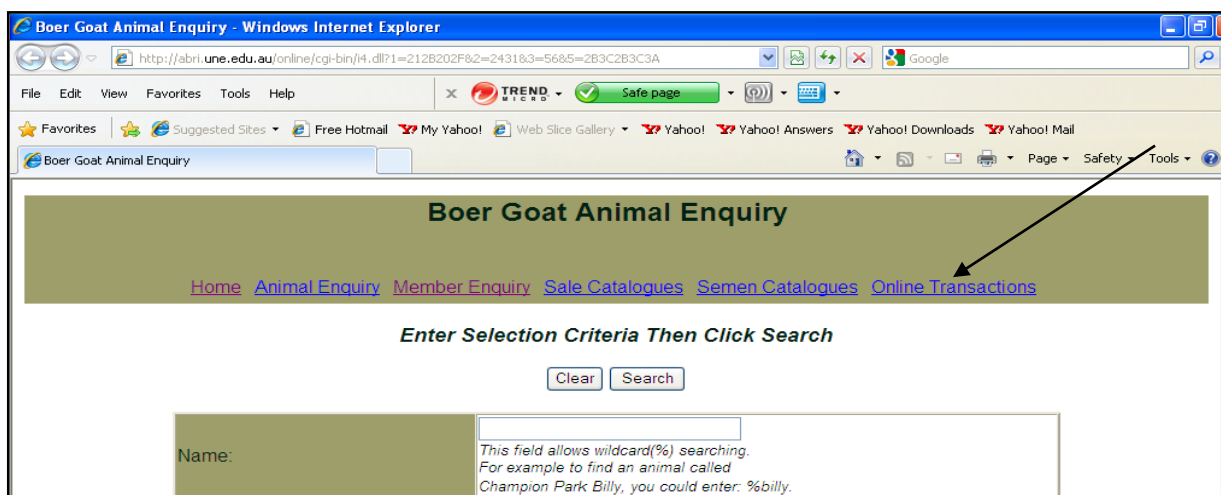 Boer Goat Animal Enquiry - Windows Internet Explorer
http://abri.une.edu.au/online/cgi-bin/i4.dll?1=212B202F&2=2431&3=56&5=2B3C2B3C3A Google
File Edit View Favorites Tools Help x TREND MICRO Safe page
Favorites Suggested Sites Free Hotmail My Yahoo! Web Slice Gallery Yahoo! Yahoo! Answers Yahoo! Downloads Yahoo! Mail
Boer Goat Animal Enquiry Page Safety Tools
Boer Goat Animal Enquiry
Home Animal Enquiry Member Enquiry Sale Catalogues Semen Catalogues Online Transactions
Enter Selection Criteria Then Click Search
Clear Search
Name:
This field allows wildcard(%) searching.
For example to find an animal called
Champion Park Billy, you could enter: %billy.